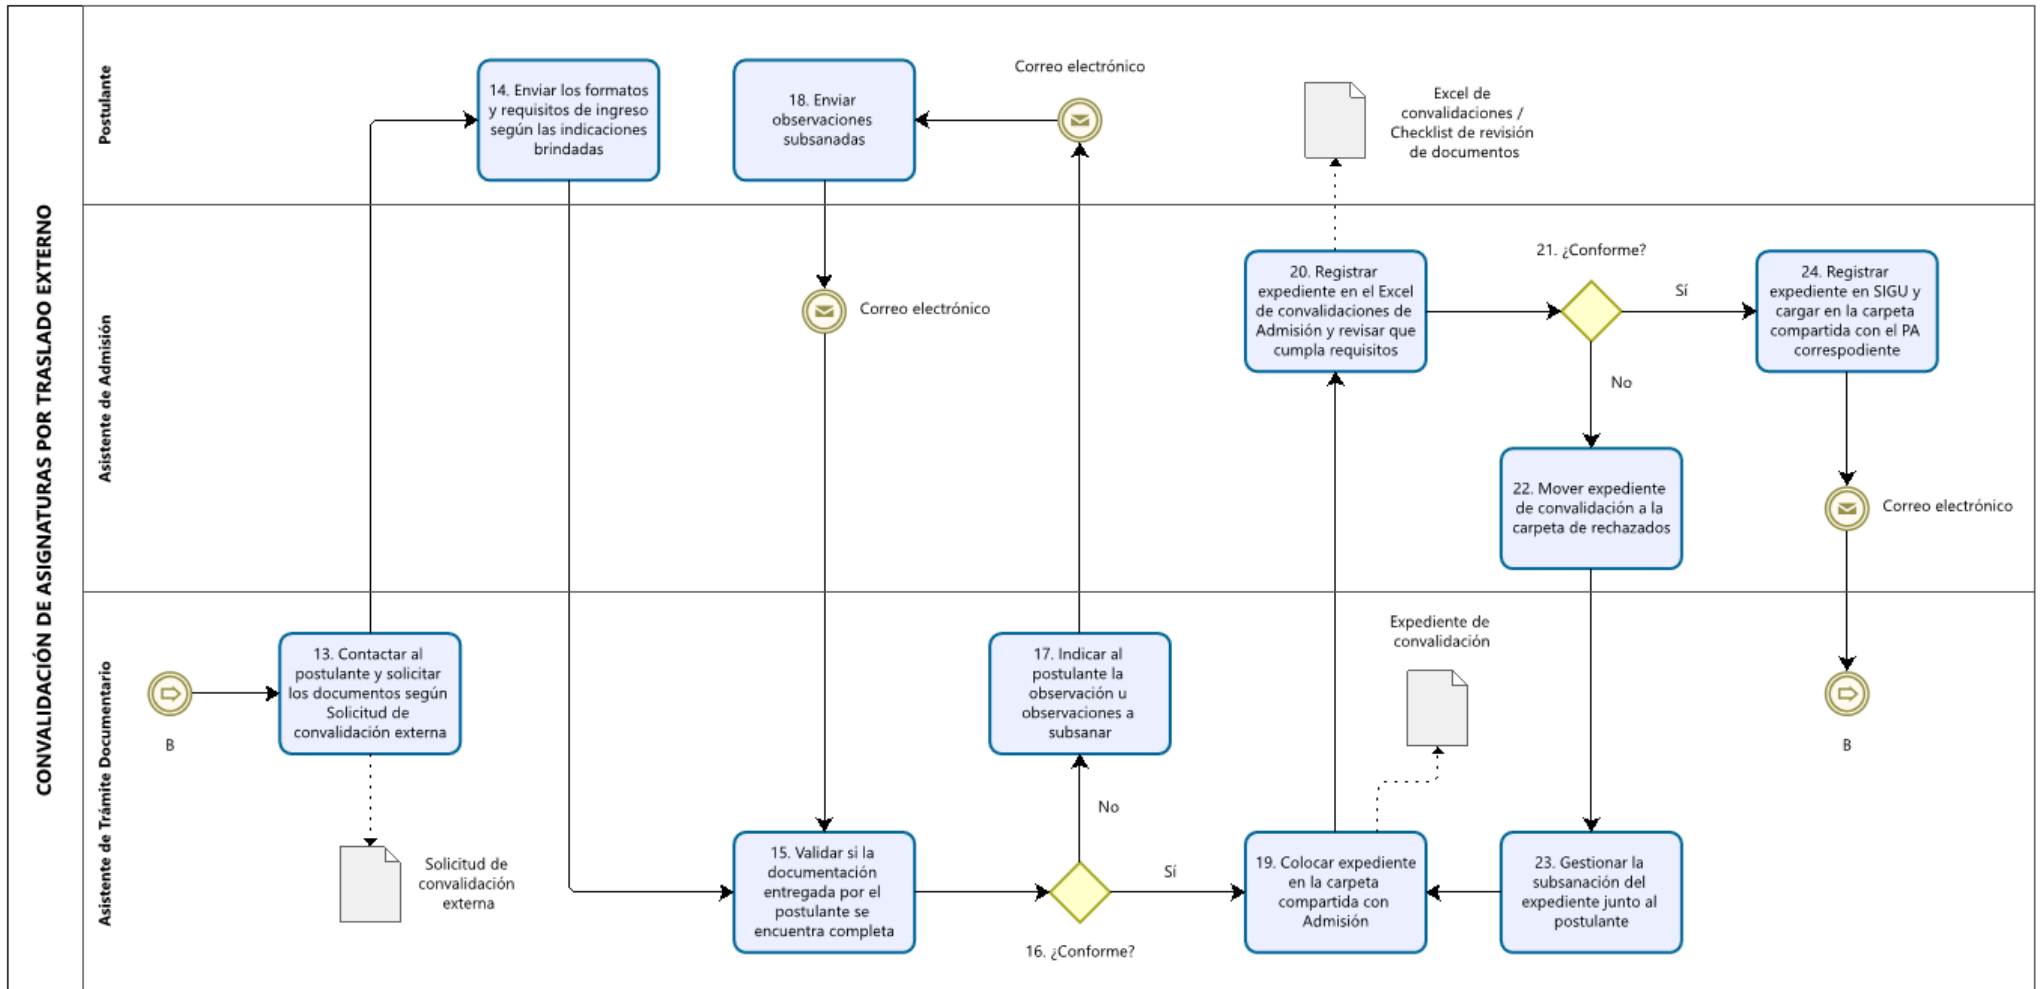 CONVALIDACIÓN DE ASIGNATURAS POR TRASLADO EXTERNO
Postulante
14. Enviar los formatos
y requisitos de ingreso
según las indicaciones
brindadas
18. Enviar
observaciones
subsanadas
Correo electrónico
Excel de
convalidaciones /
Checklist de revisión
de documentos
Asistente de Admisión
Correo electrónico
20. Registrar
expediente en el Excel
de convalidaciones de
Admisión y revisar que
cumpla requisitos
21. ¿Conforme?
Sí
No
24. Registrar
expediente en SIGU y
cargar en la carpeta
compartida con el PA
correspodiente
22. Mover expediente
de convalidación a la
carpeta de rechazados
Correo electrónico
Asistente de Trámite Documentario
B
13. Contactar al
postulante y solicitar
los documentos según
Solicitud de
convalidación externa
Solicitud de
convalidación
externa
17. Indicar al
postulante la
observación u
observaciones a
subsanar
No
15. Validar si la
documentación
entregada por el
postulante se
encuentra completa
16. ¿Conforme?
Sí
Expediente de
convalidación
19. Colocar expediente
en la carpeta
compartida con
Admisión
23. Gestionar la
subsanación del
expediente junto al
postulante
B